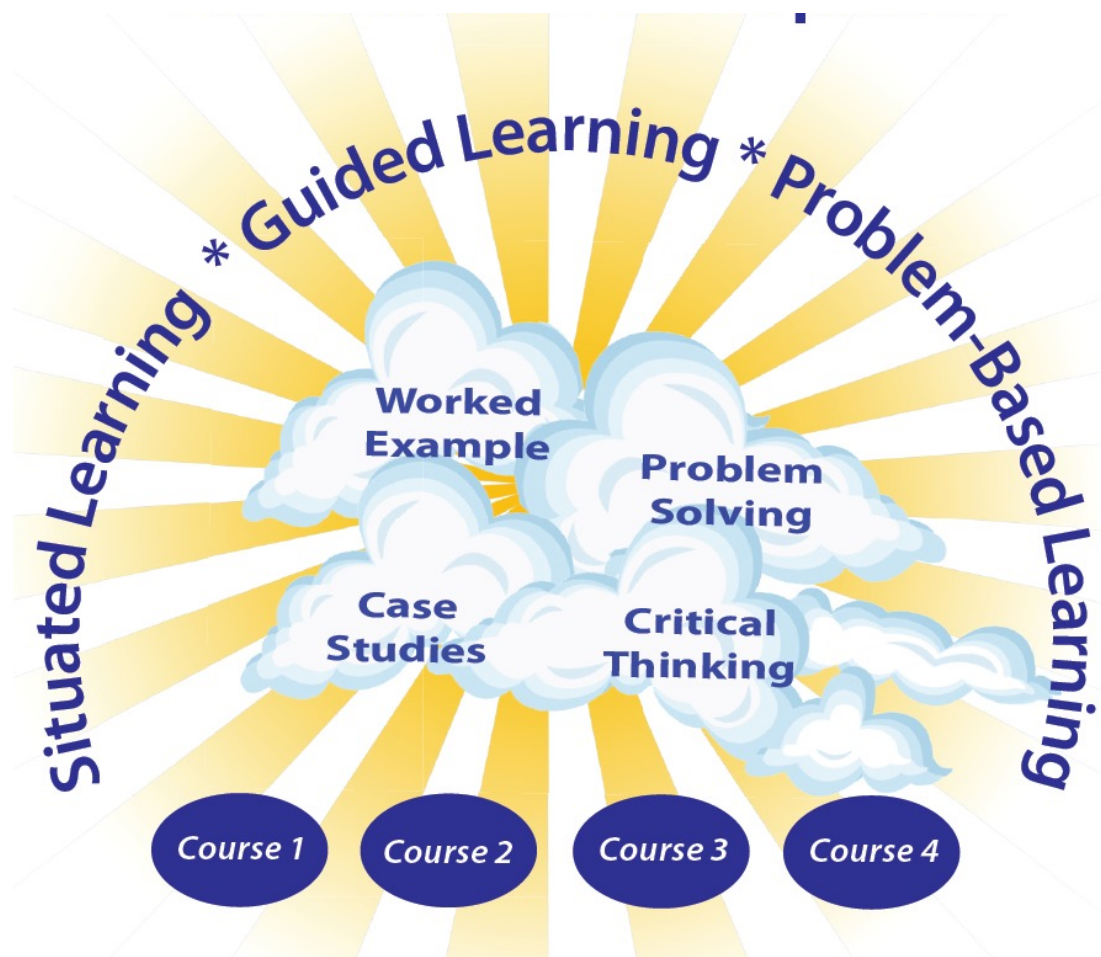 Situated Learning * Guided Learning * Problem-Based Learning
Worked
Example
Problem
Solving
Case
Studies
Critical
Thinking
Course 1
Course 2
Course 3
Course 4